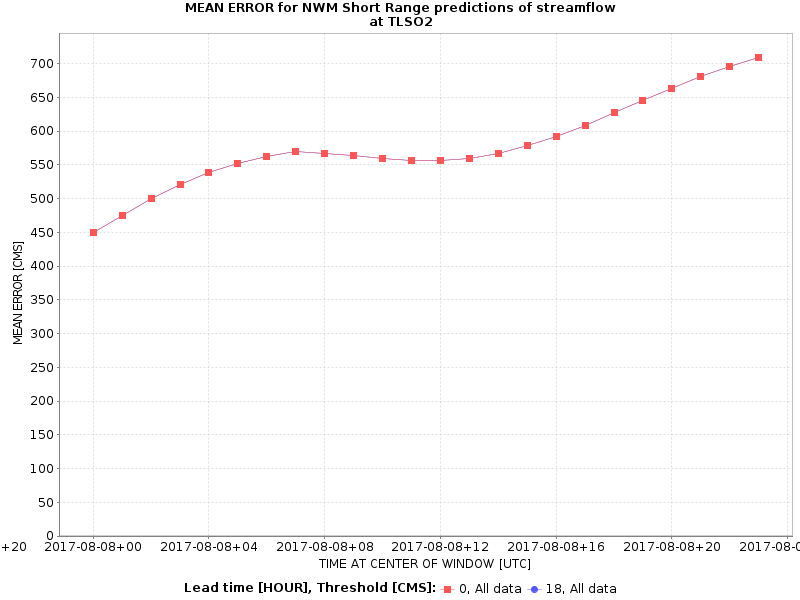 MEAN ERROR for NWM Short Range predictions of streamflow
at TLSO2
700
650
600
550
500
450
400
350
300
250
200
150
100
50
0
MEAN ERROR [CMS]
+20 2017-08-08+00 2017-08-08+04 2017-08-08+08 2017-08-08+12 2017-08-08+16 2017-08-08+20 2017-08-0
TIME AT CENTER OF WINDOW [UTC]
Lead time [HOUR], Threshold [CMS]: 0, All data 18, All data